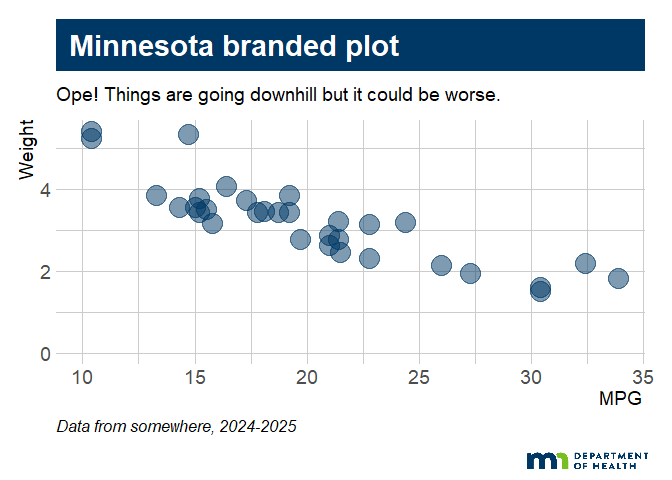 Minnesota branded plot
Ope! Things are going downhill but it could be worse.
Weight
4
2
0
10 15 20 25 30 35
MPG
Data from somewhere, 2024-2025
mn DEPARTMENT
OF HEALTH